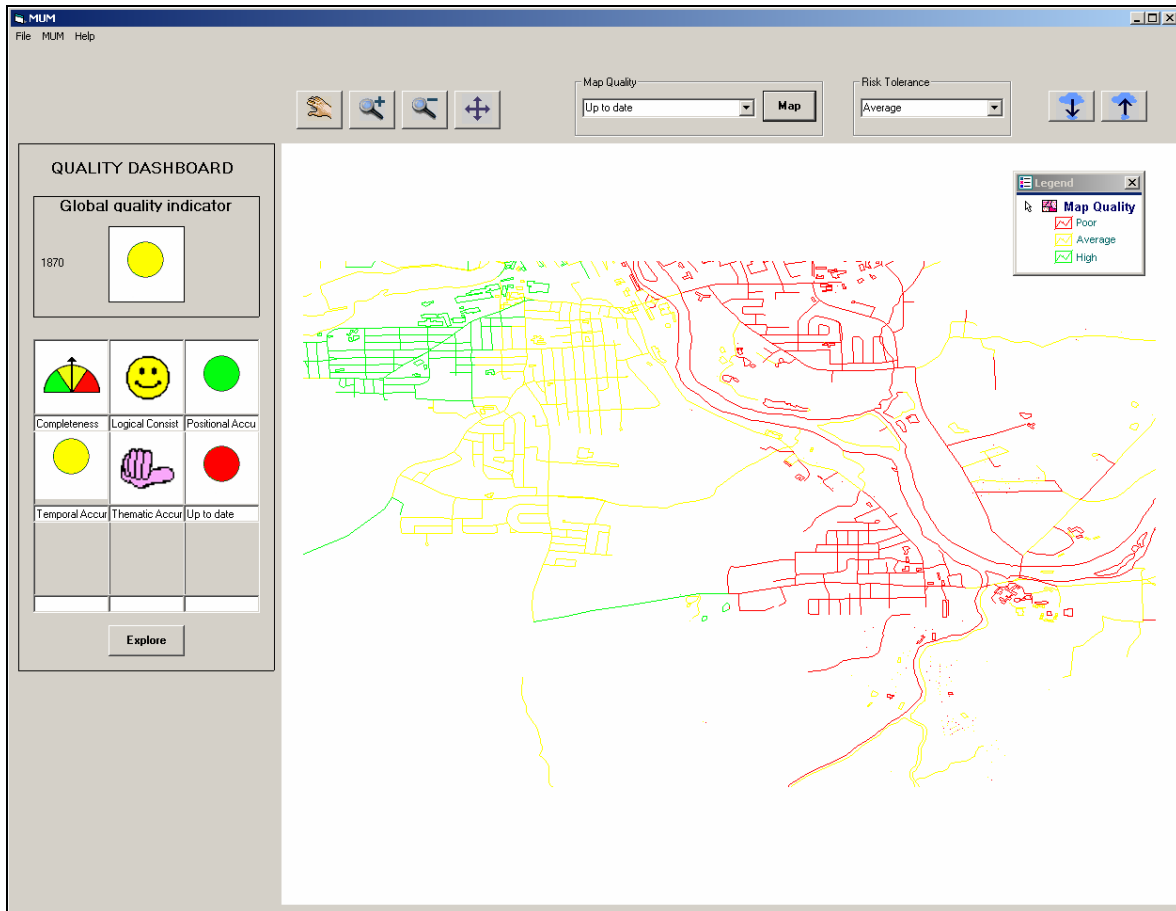 MUM
File MUM Help
Map Quality
Risk Tolerance
Up to date
Map
Average
QUALITY DASHBOARD
Global quality indicator
1870
Legend
Map Quality
Poor
Average
High
Completeness Logical Consist Positional Accu
Temporal Accur Thematic Accur Up to date
Explore